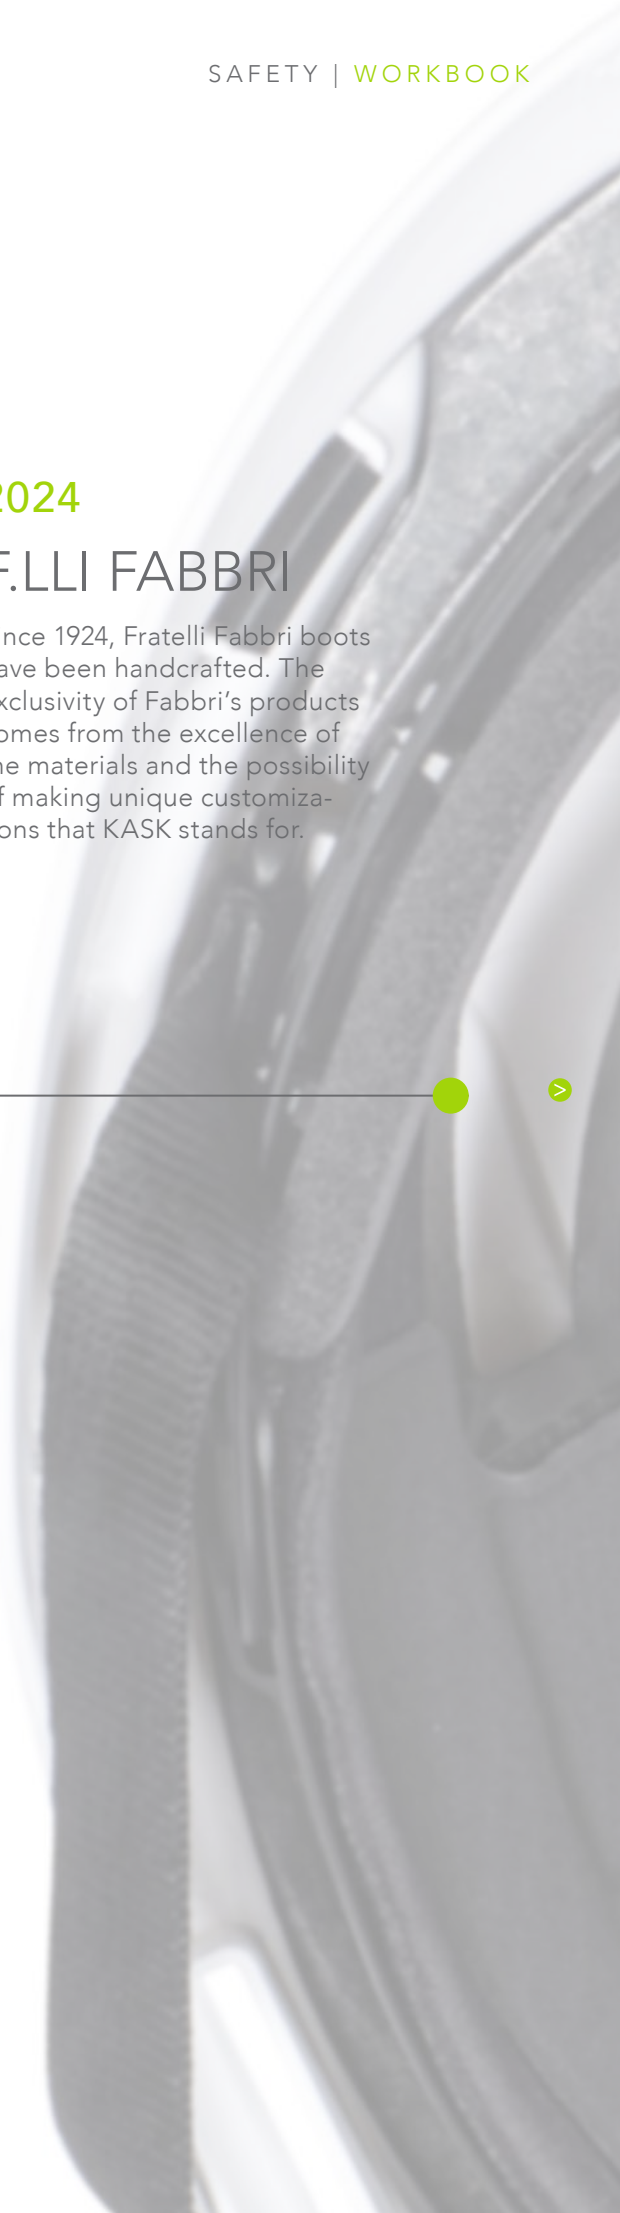 SAFETY | WORKBOOK
2024
F.LLI FABBRI
nce 1924, Fratelli Fabbri boots
ave been handcrafted. The
xclusivity of Fabbri’s products
omes from the excellence of
ne materials and the possibility
f making unique customiza-
ons that KASK stands for.
>